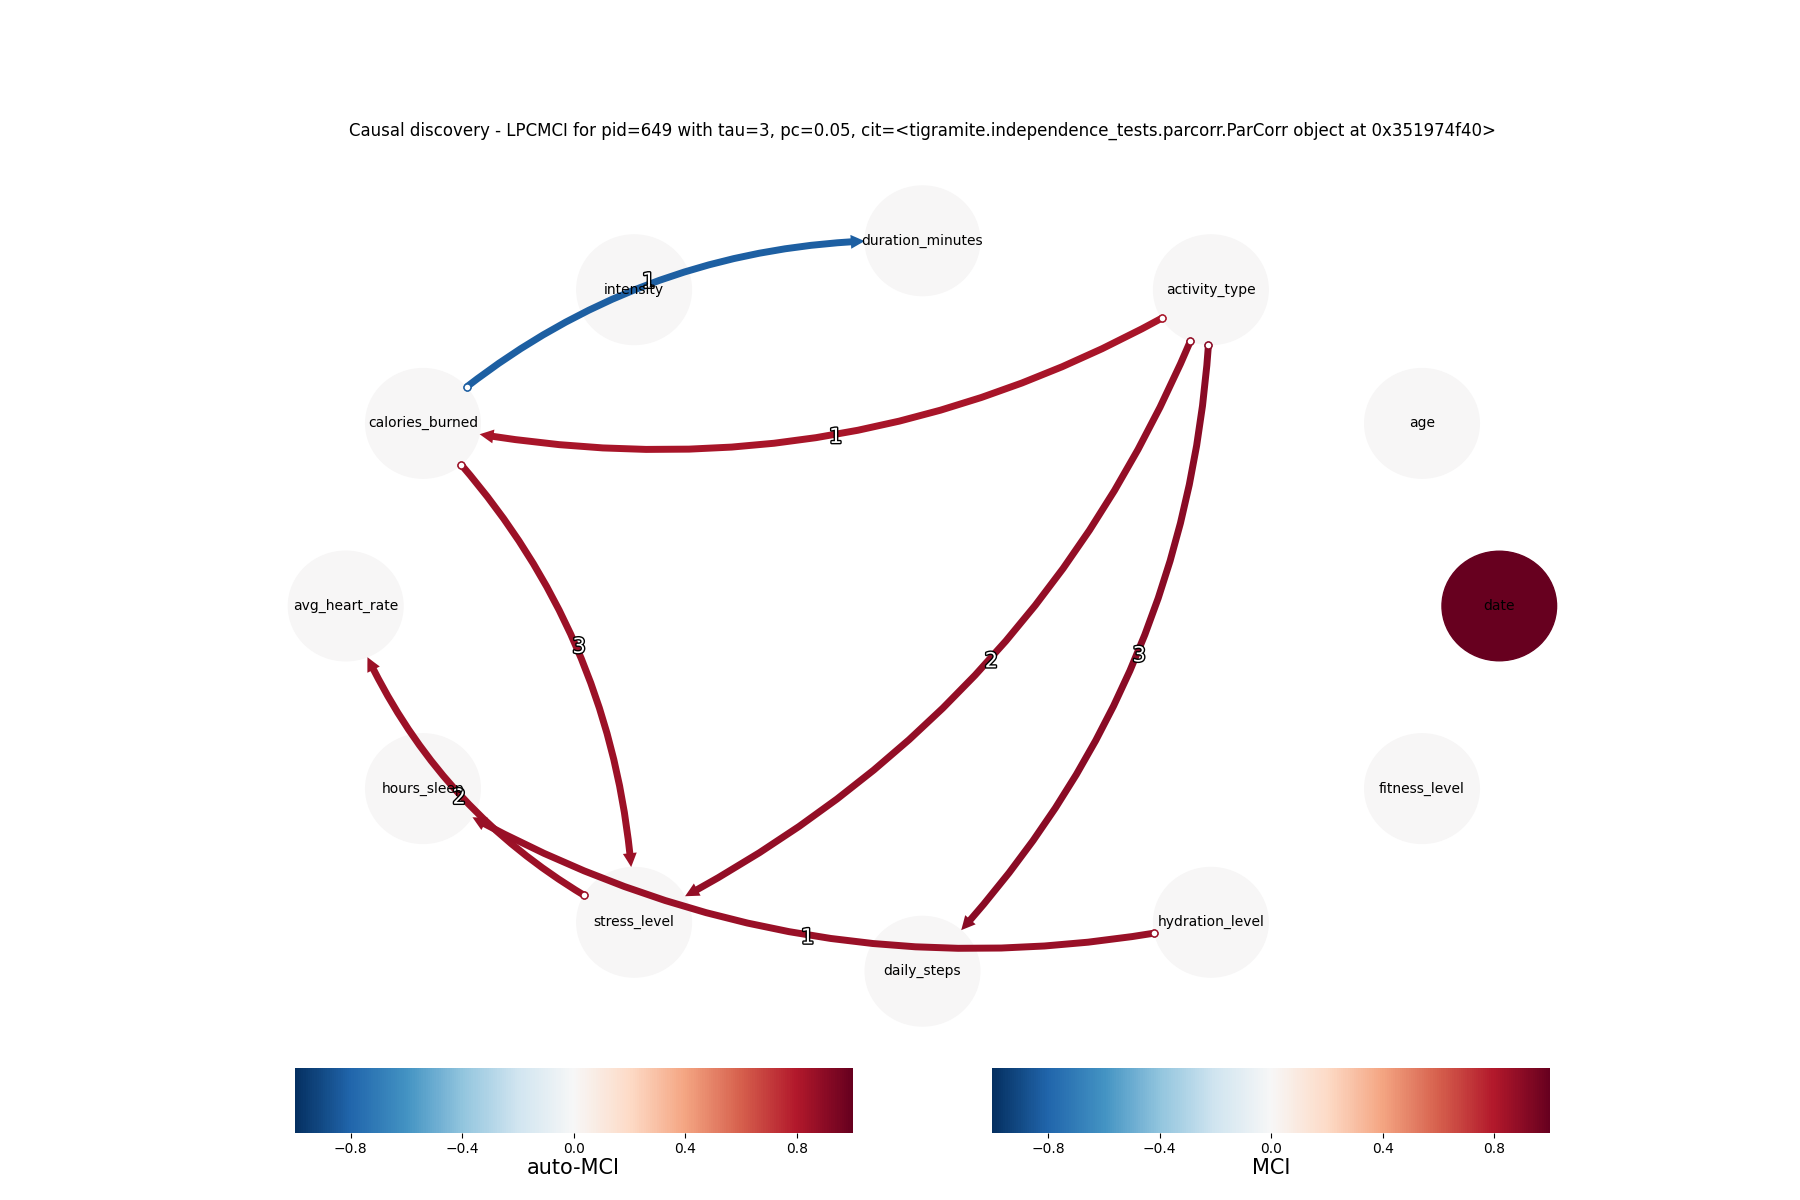 Causal discovery - LPCMCI for pid=649 with tau=3, pc=0.05, cit=<tigramite.independence_tests.parcorr.ParCorr object at 0x351974f40>
duration_minutes
1
intensity
activity_type
calories_burned
1
age
3
2
3
avg_heart_rate
date
hours_sleep
2
fitness_level
stress_level
1
hydration_level
daily_steps
−0.8 −0.4 0.0 0.4 0.8
auto-MCI
−0.8 −0.4 0.0 0.4 0.8
MCI